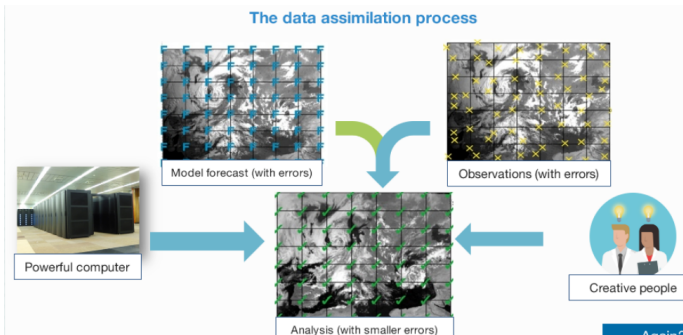 The data assimilation process
Model forecast (with errors)
Observations (with errors)
Powerful computer
Creative people
Analysis (with smaller errors)